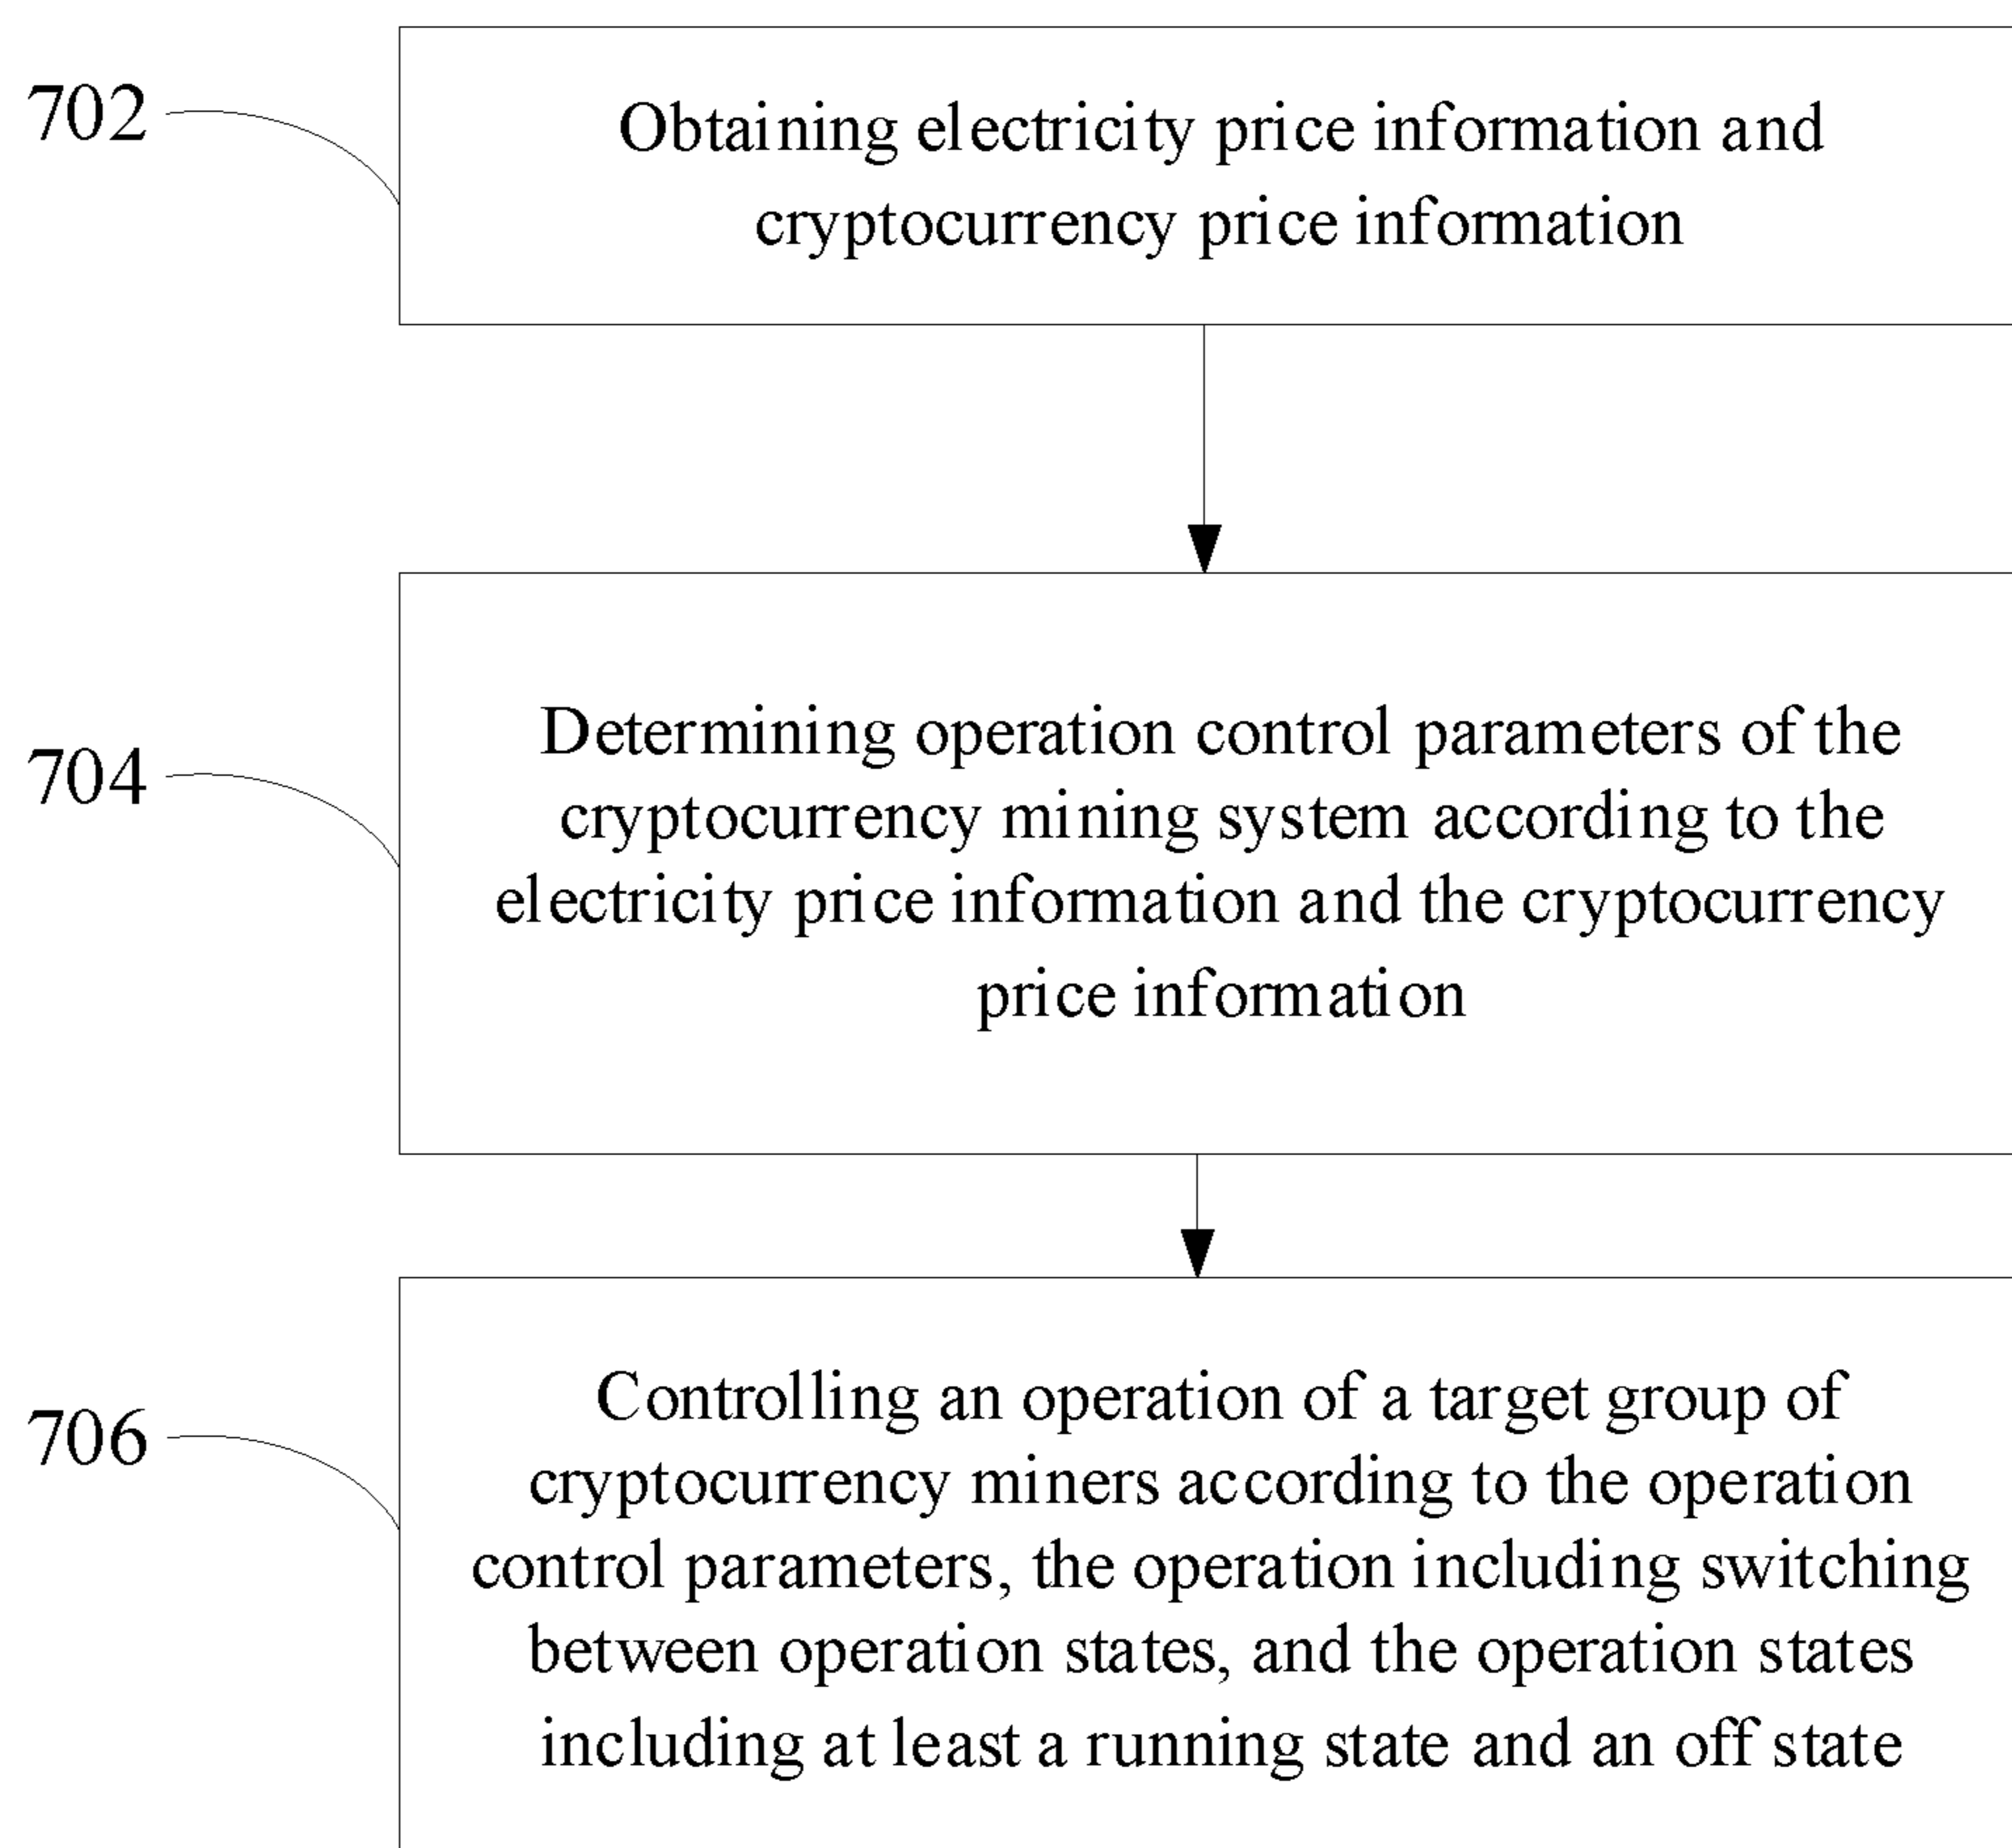 702
Obtaining electricity price information and
cryptocurrency price information
704
Determining operation control parameters of the
cryptocurrency mining system according to the
electricity price information and the cryptocurrency
price information
706
Controlling an operation of a target group of
cryptocurrency miners according to the operation
control parameters, the operation including switching
between operation states, and the operation states
including at least a running state and an off state